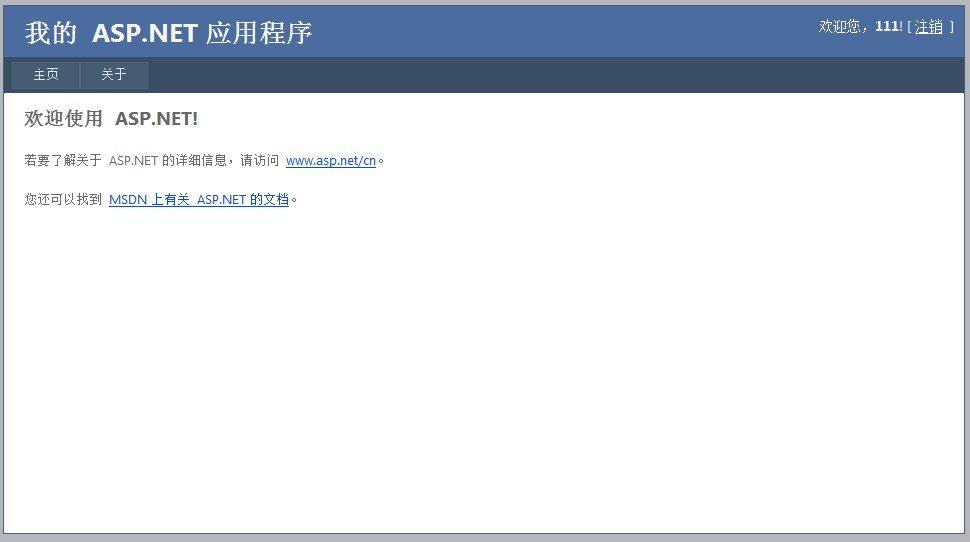 我的 ASP.NET 应用程序
欢迎您，111! [ 注销 ]
主页 关于
欢迎使用 ASP.NET!
若要了解关于 ASP.NET 的详细信息，请访问 www.asp.net/cn。
您还可以找到 MSDN 上有关 ASP.NET 的文档。